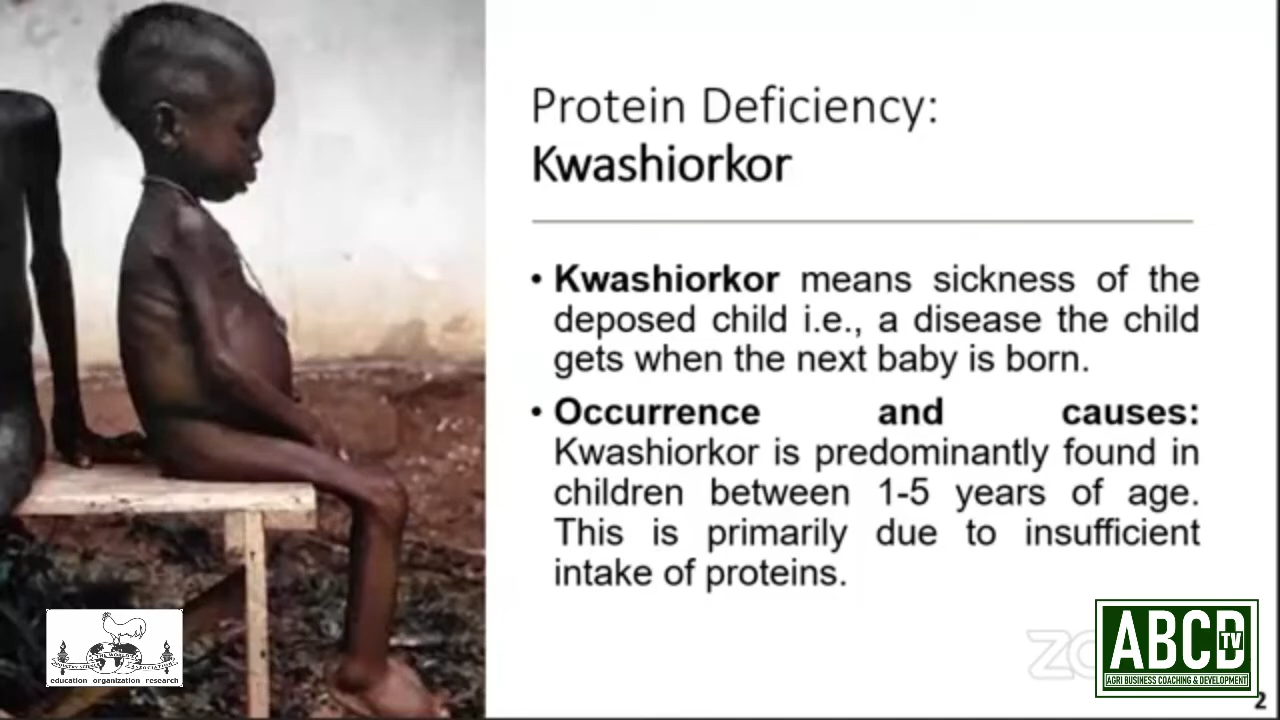 Protein Deficiency:
Kwashiorkor
• Kwashiorkor means sickness of the
deposed child i.e., a disease the child
gets when the next baby is born.
• Occurrence and causes:
Kwashiorkor is predominantly found in
children between 1-5 years of age.
This is primarily due to insufficient
intake of proteins.
education organization research
ABCD
TV
AGRI BUSINESS COACHING & DEVELOPMENT
2